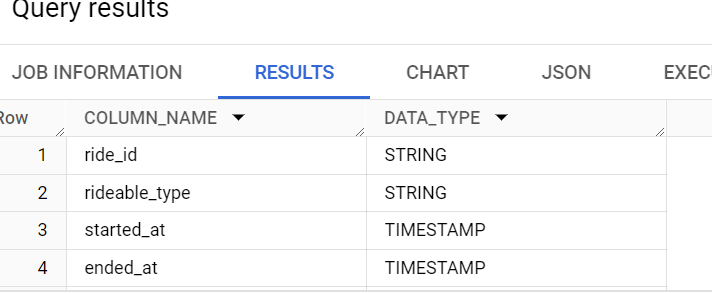 Query results
JOB INFORMATION RESULTS CHART JSON EXEC
Row COLUMN_NAME DATA_TYPE
1 ride_id STRING
2 rideable_type STRING
3 started_at TIMESTAMP
4 ended_at TIMESTAMP